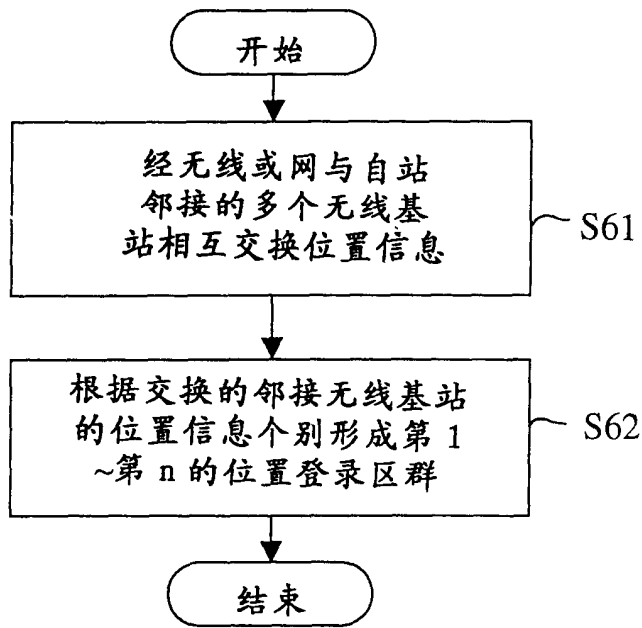 开始
经无线或网与自站
邻接的多个无线基
站相互交换位置信息
S61
根据交换的邻接无线基站
的位置信息个别形成第 1
~第 n 的位置登录区群
S62
结束